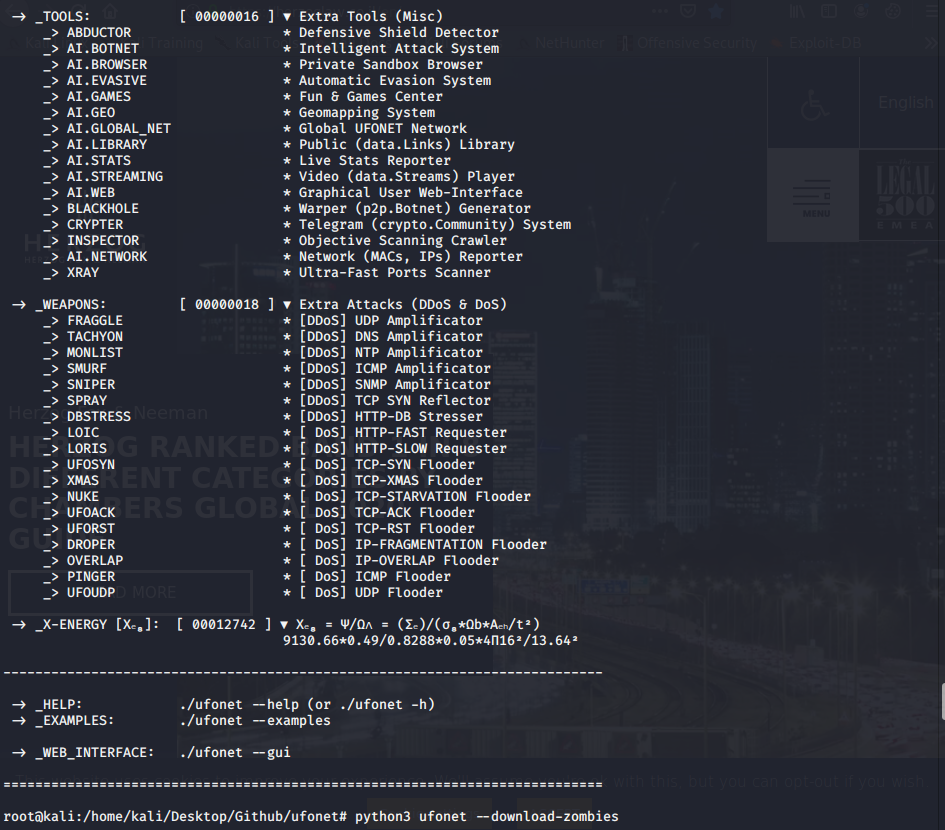 → _TOOLS: [ 00000016 ] ▼ Extra Tools (Misc)
_> ABDUCTOR * Defensive Shield Detector
_> AI.BOTNET * Intelligent Attack System
_> AI.BROWSER * Private Sandbox Browser
_> AI.EVASIVE * Automatic Evasion System
_> AI.GAMES * Fun & Games Center
_> AI.GEO * Geomapping System
_> AI.GLOBAL_NET * Global UFONET Network
_> AI.LIBRARY * Public (data.Links) Library
_> AI.STATS * Live Stats Reporter
_> AI.STREAMING * Video (data.Streams) Player
_> AI.WEB * Graphical User Web-Interface
_> BLACKHOLE * Warper (p2p.Botnet) Generator
_> CRYPTER * Telegram (crypto.Community) System
_> INSPECTOR * Objective Scanning Crawler
_> AI.NETWORK * Network (MACs, IPs) Reporter
_> XRAY * Ultra-Fast Ports Scanner
→ _WEAPONS: [ 00000018 ] ▼ Extra Attacks (DDoS & DoS)
_> FRAGGLE * [DDoS] UDP Amplificator
_> TACHYON * [DDoS] DNS Amplificator
_> MONLIST * [DDoS] NTP Amplificator
_> SMURF * [DDoS] ICMP Amplificator
_> SNIPER * [DDoS] SNMP Amplificator
_> SPRAY * [DDoS] TCP SYN Reflector
_> DBSTRESS * [DDoS] HTTP-DB Stresser
_> LOIC * [ DoS] HTTP-FAST Requester
_> LORIS * [ DoS] HTTP-SLOW Requester
_> UFOSYN * [ DoS] TCP-SYN Flooder
_> XMAS * [ DoS] TCP-XMAS Flooder
_> NUKE * [ DoS] TCP-STARVATION Flooder
_> UFOACK * [ DoS] TCP-ACK Flooder
_> UFORST * [ DoS] TCP-RST Flooder
_> DROPER * [ DoS] IP-FRAGMENTATION Flooder
_> OVERLAP * [ DoS] IP-OVERLAP Flooder
_> PINGER * [ DoS] ICMP Flooder
_> UFOUDP * [ DoS] UDP Flooder
→ _X-ENERGY [Xₑ₈]: [ 00012742 ] ▼ Xₑ₈ = Ψ/Ω∧ = (Σₑ)/(σ₈*Ωb*Aₑₕ/t²)
9130.66*0.49/0.8288*0.05*4Π16²/13.64²
---------------------------------------------------------------------------
→ _HELP: ./ufonet --help (or ./ufonet -h)
→ _EXAMPLES: ./ufonet --examples
→ _WEB_INTERFACE: ./ufonet --gui
===========================================================================
root@kali:/home/kali/Desktop/Github/ufonet# python3 ufonet --download-zombies
English
MENU
LEGAL
500
EMEA